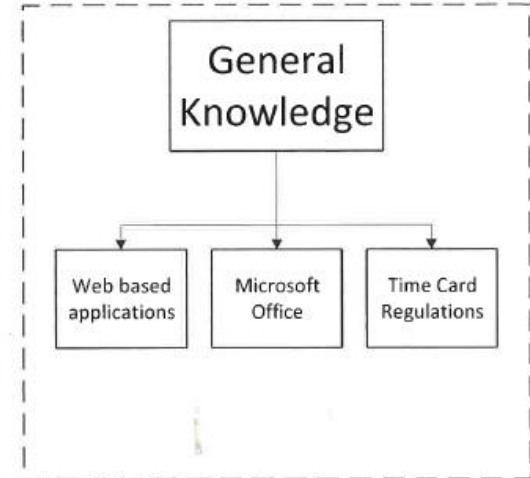 General
Knowledge
Web based
applications
Microsoft
Office
Time Card
Regulations